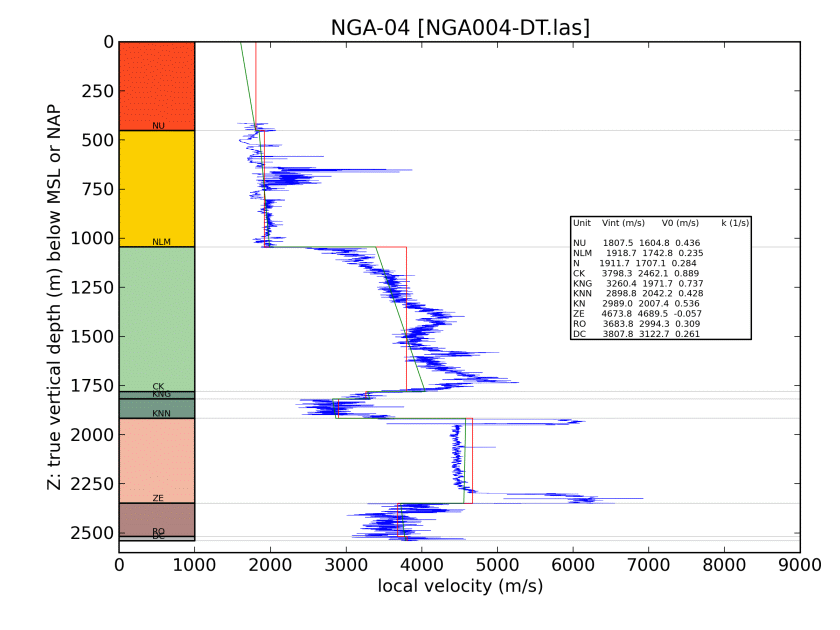 NGA-04 [NGA004-DT.las]
0
250
500
750
1000
1250
1500
1750
2000
2250
2500
Z: true vertical depth (m) below MSL or NAP
NU
NLM
CK
KNG
KNN
ZE
RO
DC
Unit Vint (m/s) V0 (m/s) k (1/s)
NU 1807.5 1604.8 0.436
NLM 1918.7 1742.8 0.235
N 1911.7 1707.1 0.284
CK 3798.3 2462.1 0.889
KNG 3260.4 1971.7 0.737
KNN 2898.8 2042.2 0.428
KN 2989.0 2007.4 0.536
ZE 4673.8 4689.5 -0.057
RO 3683.8 2994.3 0.309
DC 3807.8 3122.7 0.261
0 1000 2000 3000 4000 5000 6000 7000 8000 9000
local velocity (m/s)